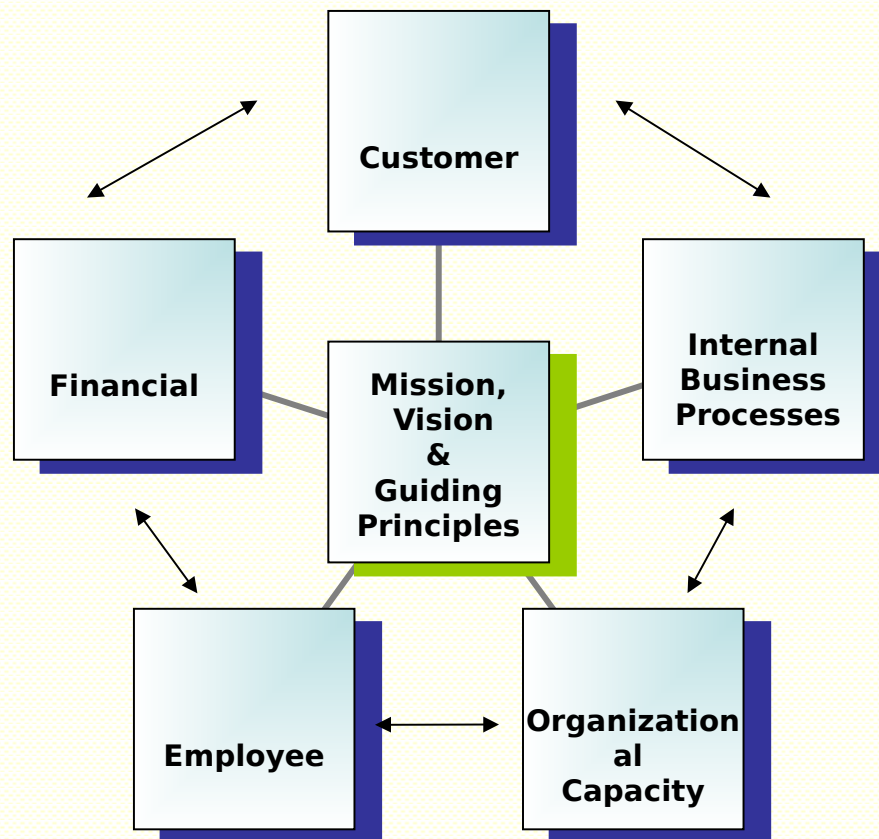 Customer
Financial
Mission,
Vision
&
Guiding
Principles
Internal
Business
Processes
Employee
Organization
al
Capacity